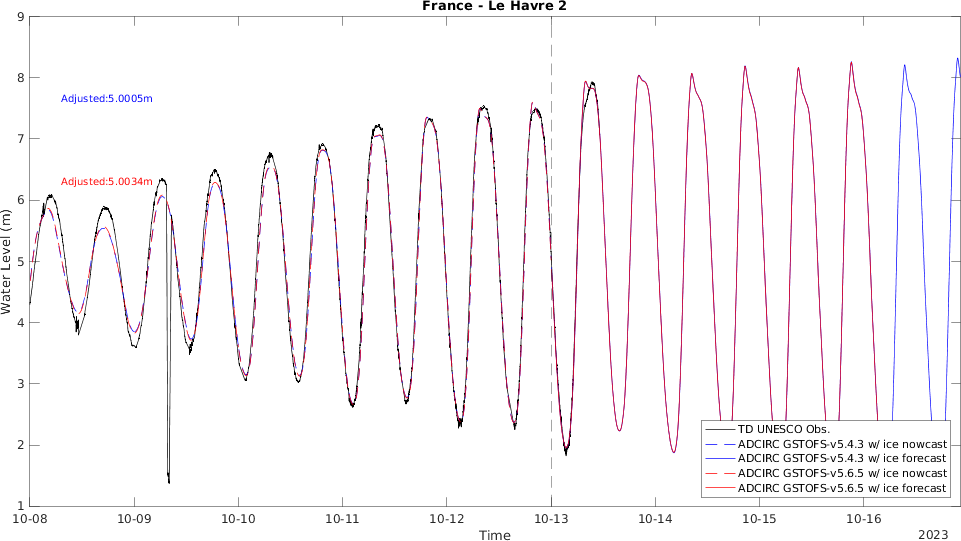 France - Le Havre 2
9
8
7
6
5
4
3
2
1
Water Level (m)
Adjusted:5.0005m
Adjusted:5.0034m
TD UNESCO Obs.
ADCIRC GSTOFS-v5.4.3 w/ ice nowcast
ADCIRC GSTOFS-v5.4.3 w/ ice forecast
ADCIRC GSTOFS-v5.6.5 w/ ice nowcast
ADCIRC GSTOFS-v5.6.5 w/ ice forecast
10-08 10-09 10-10 10-11 10-12 10-13 10-14 10-15 10-16
Time
2023